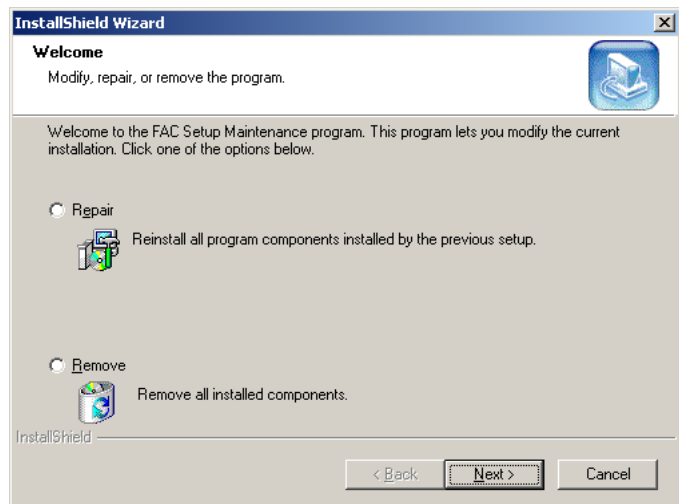 InstallShield Wizard
Welcome
Modify, repair, or remove the program.
Welcome to the FAC Setup Maintenance program. This program lets you modify the current
installation. Click one of the options below.
Repair
Reinstall all program components installed by the previous setup.
Remove
Remove all installed components.
InstallShield
< Back
Next >
Cancel